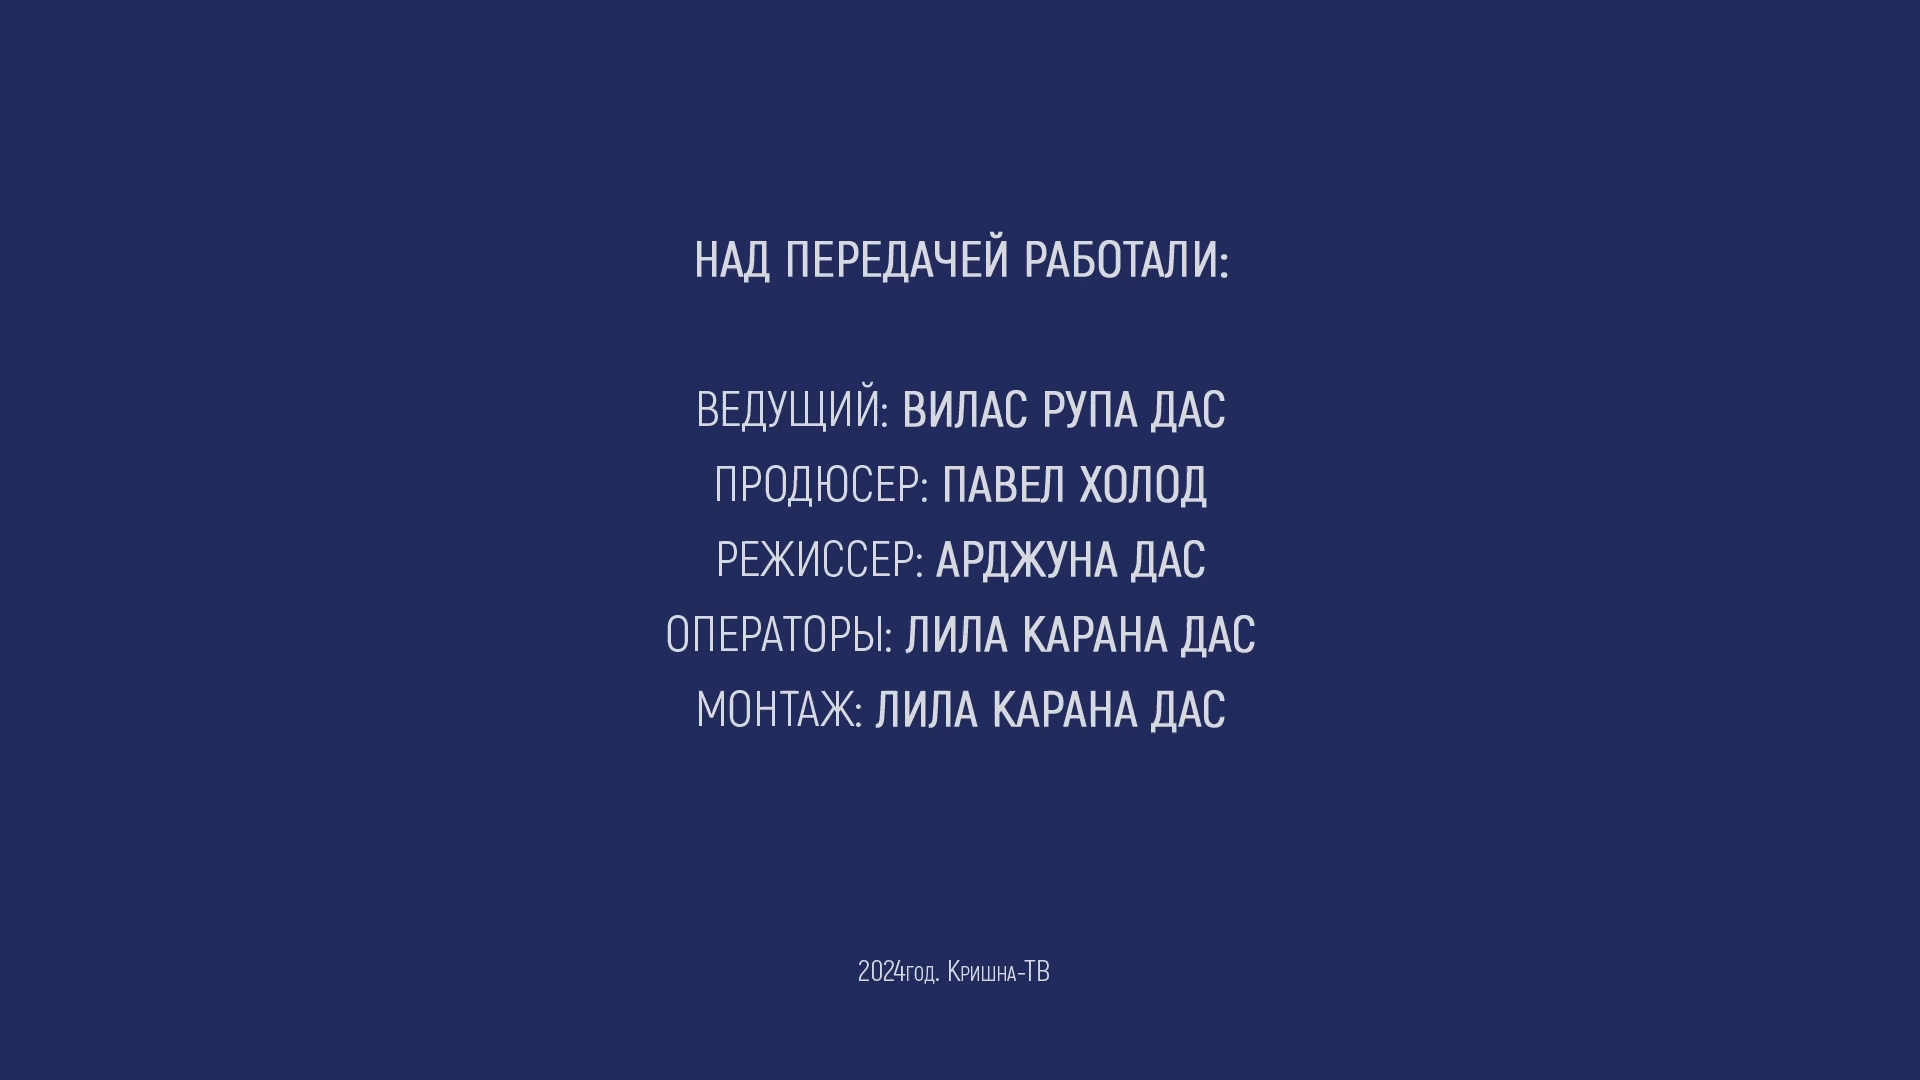 НАД ПЕРЕДАЧЕЙ РАБОТАЛИ:
ВЕДУЩИЙ: ВИЛАС РУПА ДАС
ПРОДЮСЕР: ПАВЕЛ ХОЛОД
РЕЖИССЕР: АРДЖУНА ДАС
ОПЕРАТОРЫ: ЛИЛА КАРАНА ДАС
МОНТАЖ: ЛИЛА КАРАНА ДАС
2024год. Кришна-ТВ